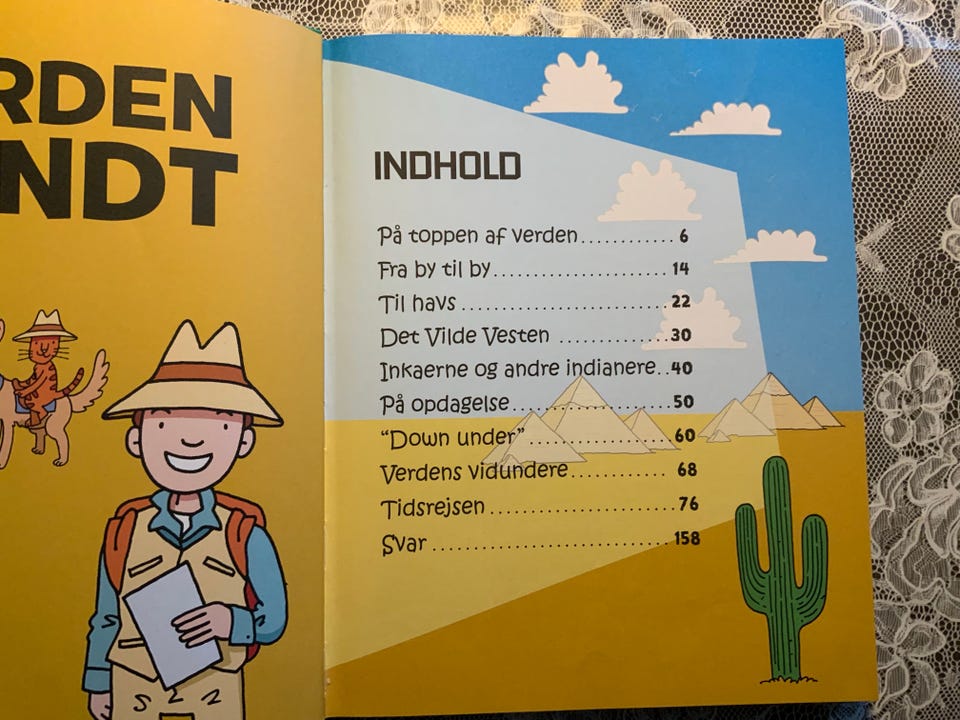 RDEN
NDT
INDHOLD
På toppen af verden............ 6
Fra by til by....................... 14
Til havs ........................... 22
Det Vilde Vesten ...............30
Inkaerne og andre indianere..40
På opdagelse..................... 50
“Down under”................... 60
Verdens vidundere............. 68
Tidsrejsen .........................76
Svar ................................ 158